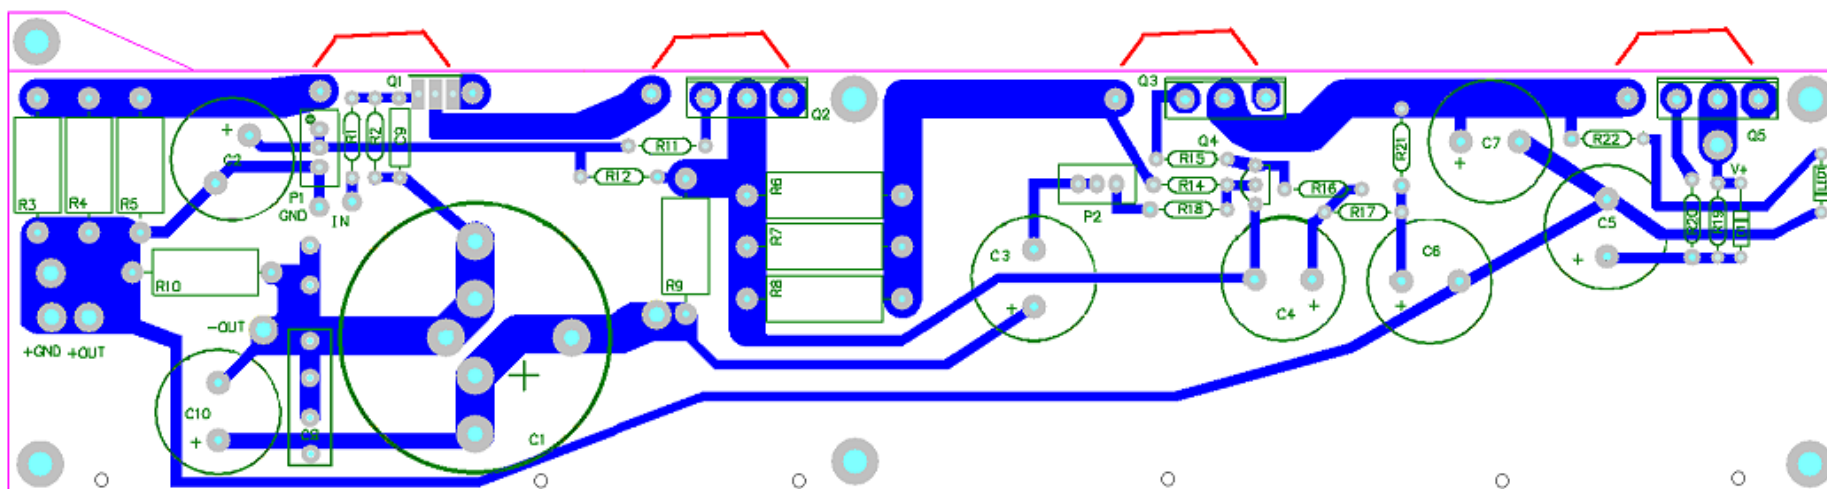 Q1
Q2
Q3
Q4
Q5
R1
R2
C9
R11
R12
C2
P1
GND
IN
R3
R4
R5
R6
R7
R8
R9
R10
R15
R14
R18
R16
R17
R21
R22
P2
C3
C4
C6
C7
C5
V+
R20
R19
D1
LED1
-OUT
+GND +OUT
C10
C8
C1
+
+
+
+
+
+
+
+